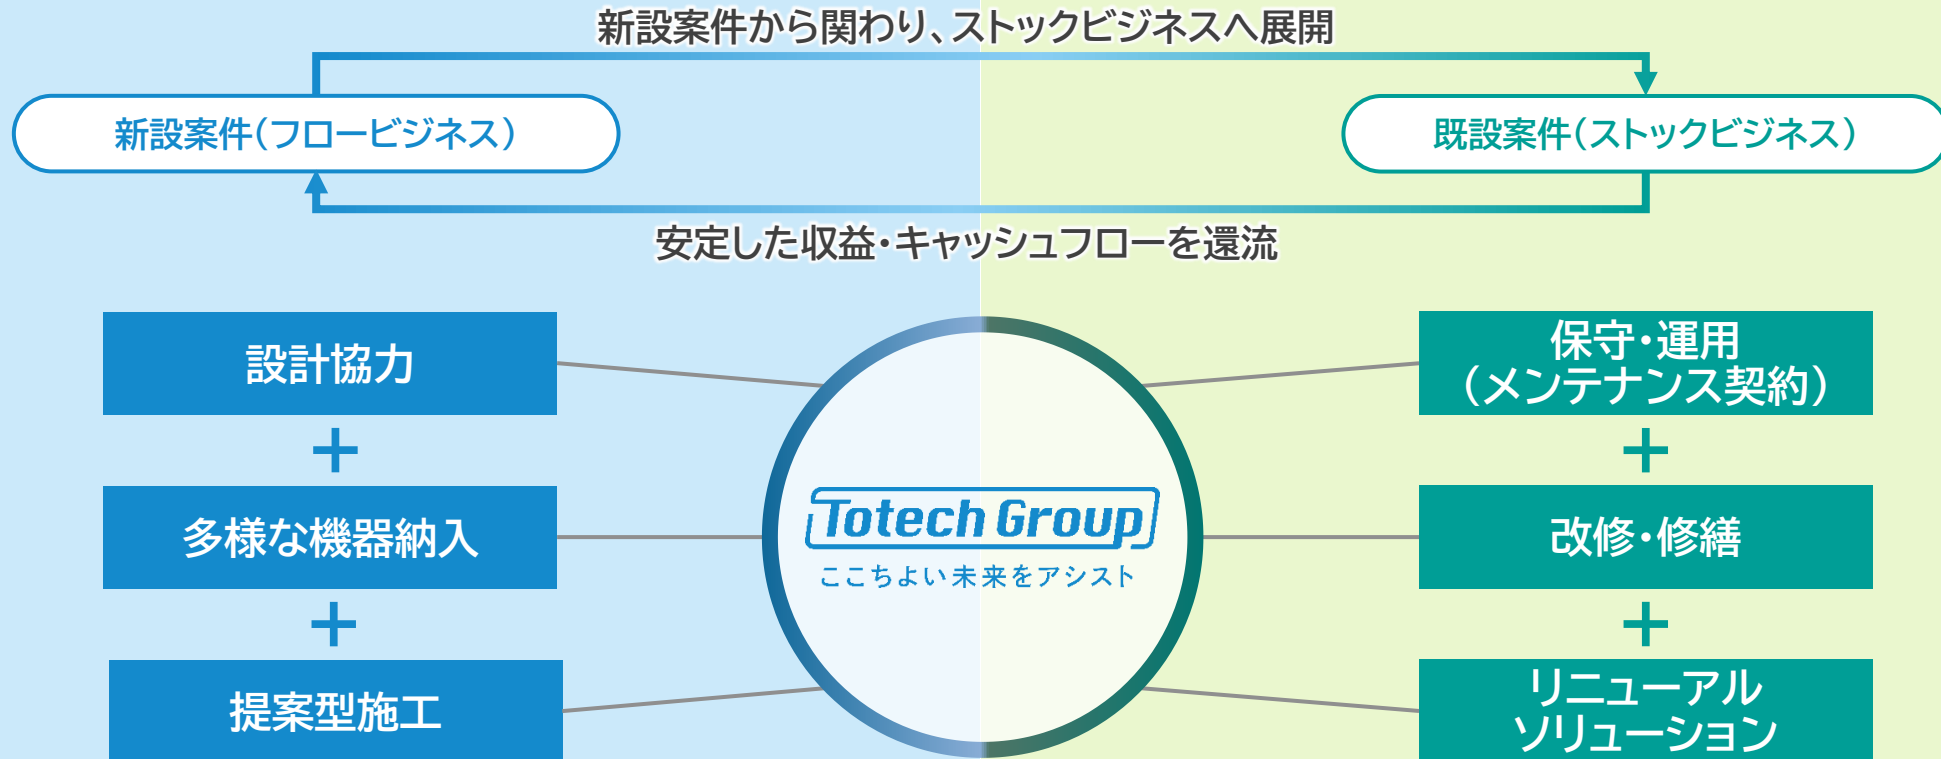 新設案件から関わり、ストックビジネスへ展開
新設案件(フロービジネス)
既設案件(ストックビジネス)
安定した収益・キャッシュフローを還流
設計協力
+
多様な機器納入
+
提案型施工
Totech Group
ここちよい未来をアシスト
保守・運用
(メンテナンス契約)
+
改修・修繕
+
リニューアル
ソリューション